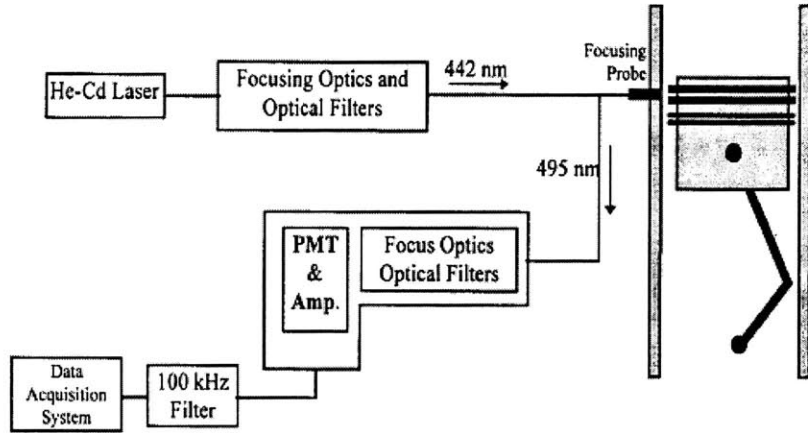 He-Cd Laser
Focusing Optics and
Optical Filters
442 nm
Focusing
Probe
495 nm
PMT
&
Amp.
Focus Optics
Optical Filters
Data
Acquisition
System
100 kHz
Filter